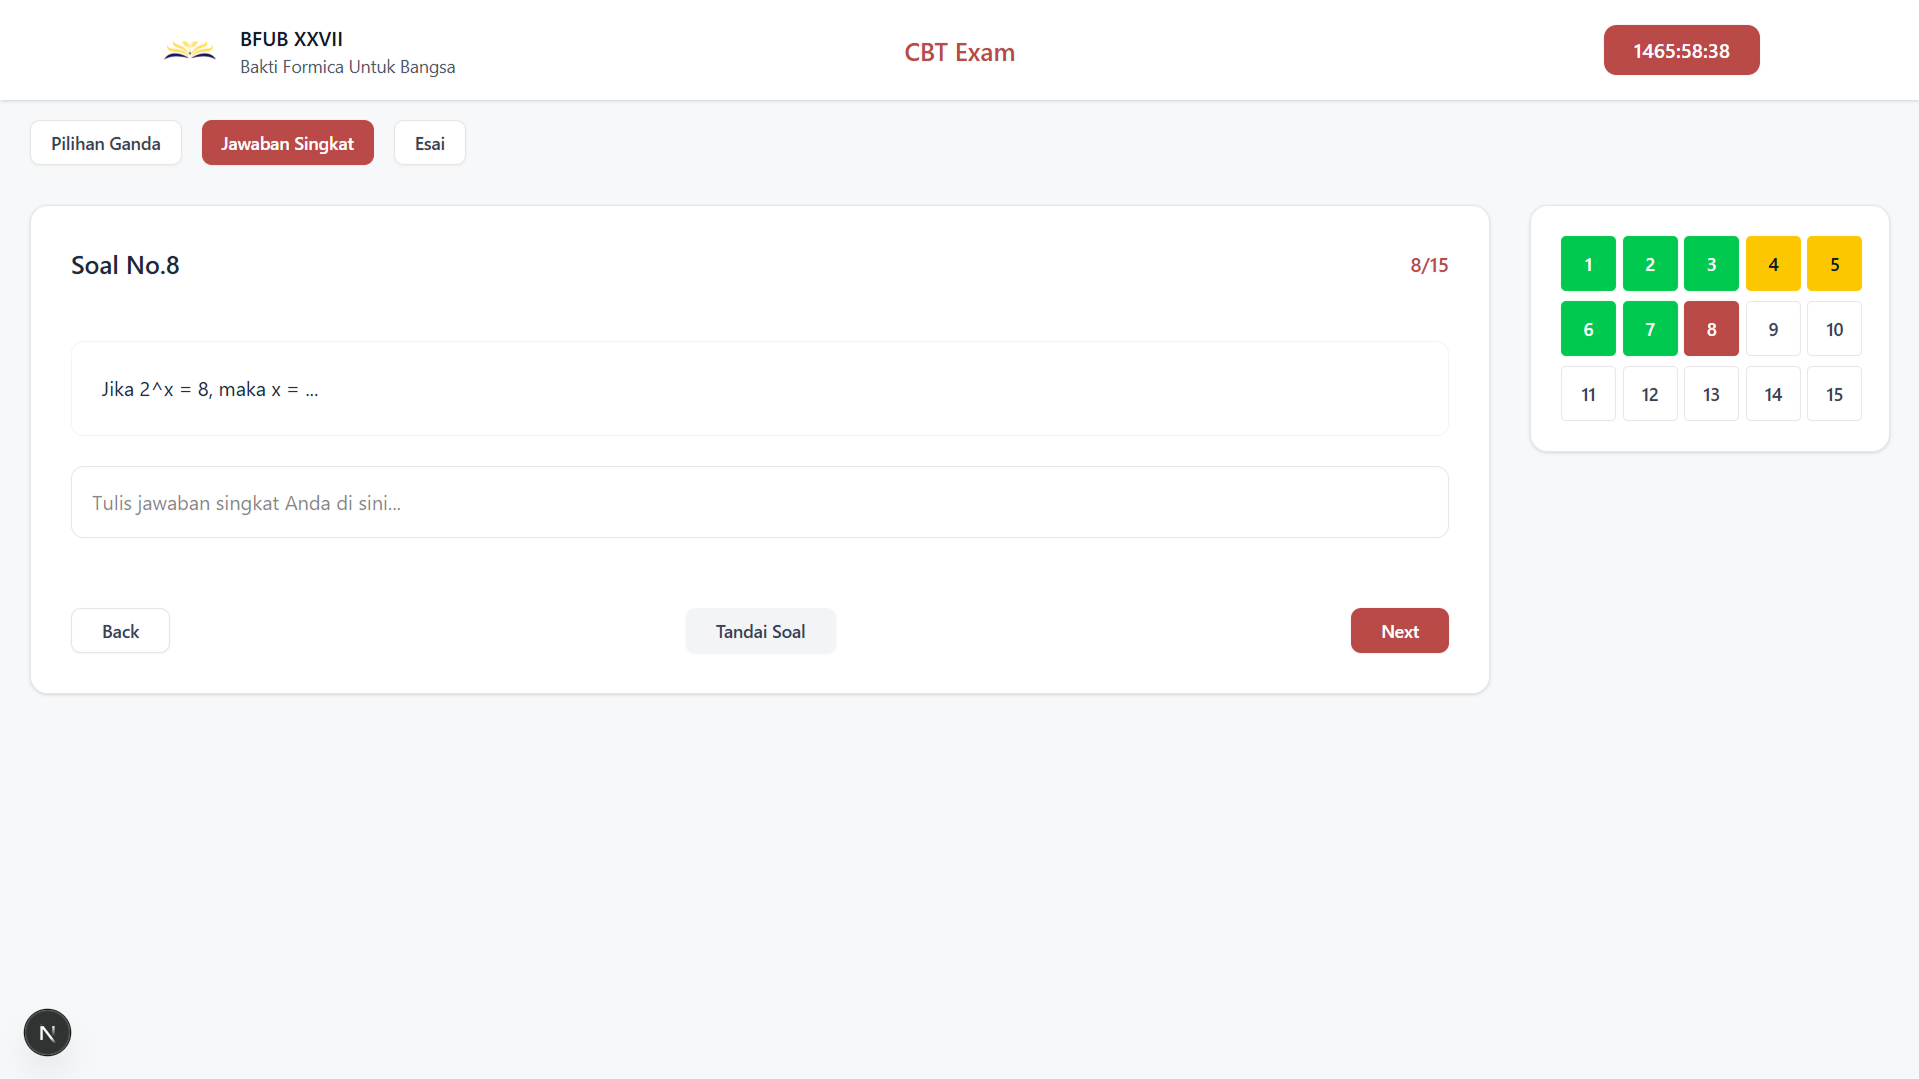 BFUB XXVII
Bakti Formica Untuk Bangsa
CBT Exam
1465:58:38
Pilihan Ganda
Jawaban Singkat
Esai
Soal No.8
8/15
Jika 2^x = 8, maka x = ...
Tulis jawaban singkat Anda di sini...
Back
Tandai Soal
Next
1 2 3 4 5
6 7 8 9 10
11 12 13 14 15
N